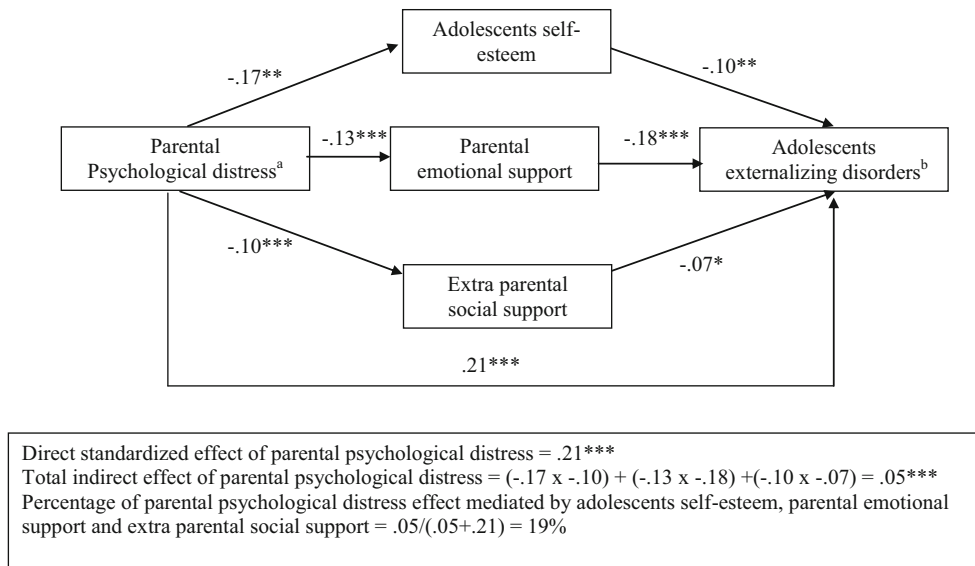 Adolescents self-
esteem
-.17**
-.10**
Parental
Psychological distressa
-.13***
Parental
emotional support
-.18***
Adolescents
externalizing disordersb
-.10***
Extra parental
social support
-.07*
.21***
Direct standardized effect of parental psychological distress = .21***
Total indirect effect of parental psychological distress = (-.17 x -.10) + (-.13 x -.18) +(-.10 x -.07) = .05***
Percentage of parental psychological distress effect mediated by adolescents self-esteem, parental emotional
support and extra parental social support = .05/(.05+.21) = 19%